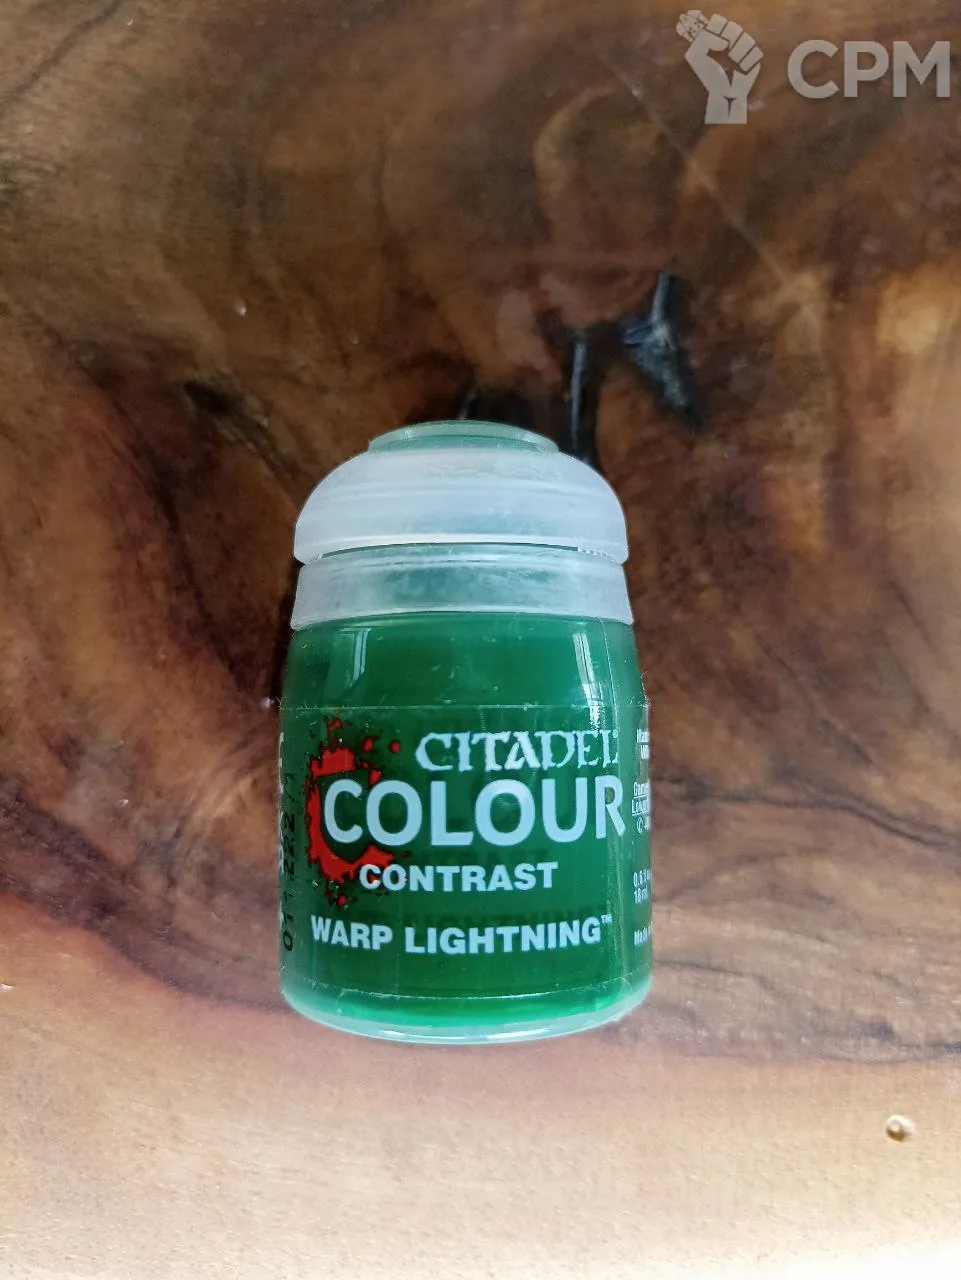 CPM
CITADEL
COLOUR
CONTRAST
WARP LIGHTNING™